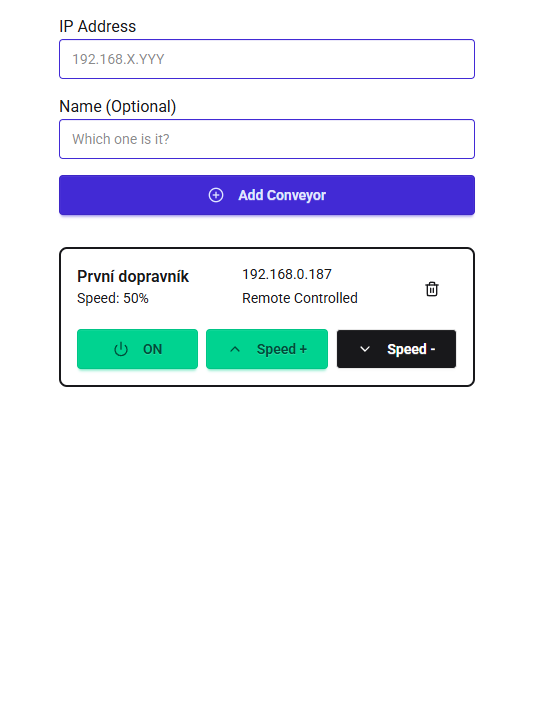 IP Address
192.168.X.YYY
Name (Optional)
Which one is it?
Add Conveyor
První dopravník
192.168.0.187
Speed: 50%
Remote Controlled
ON
Speed +
Speed -